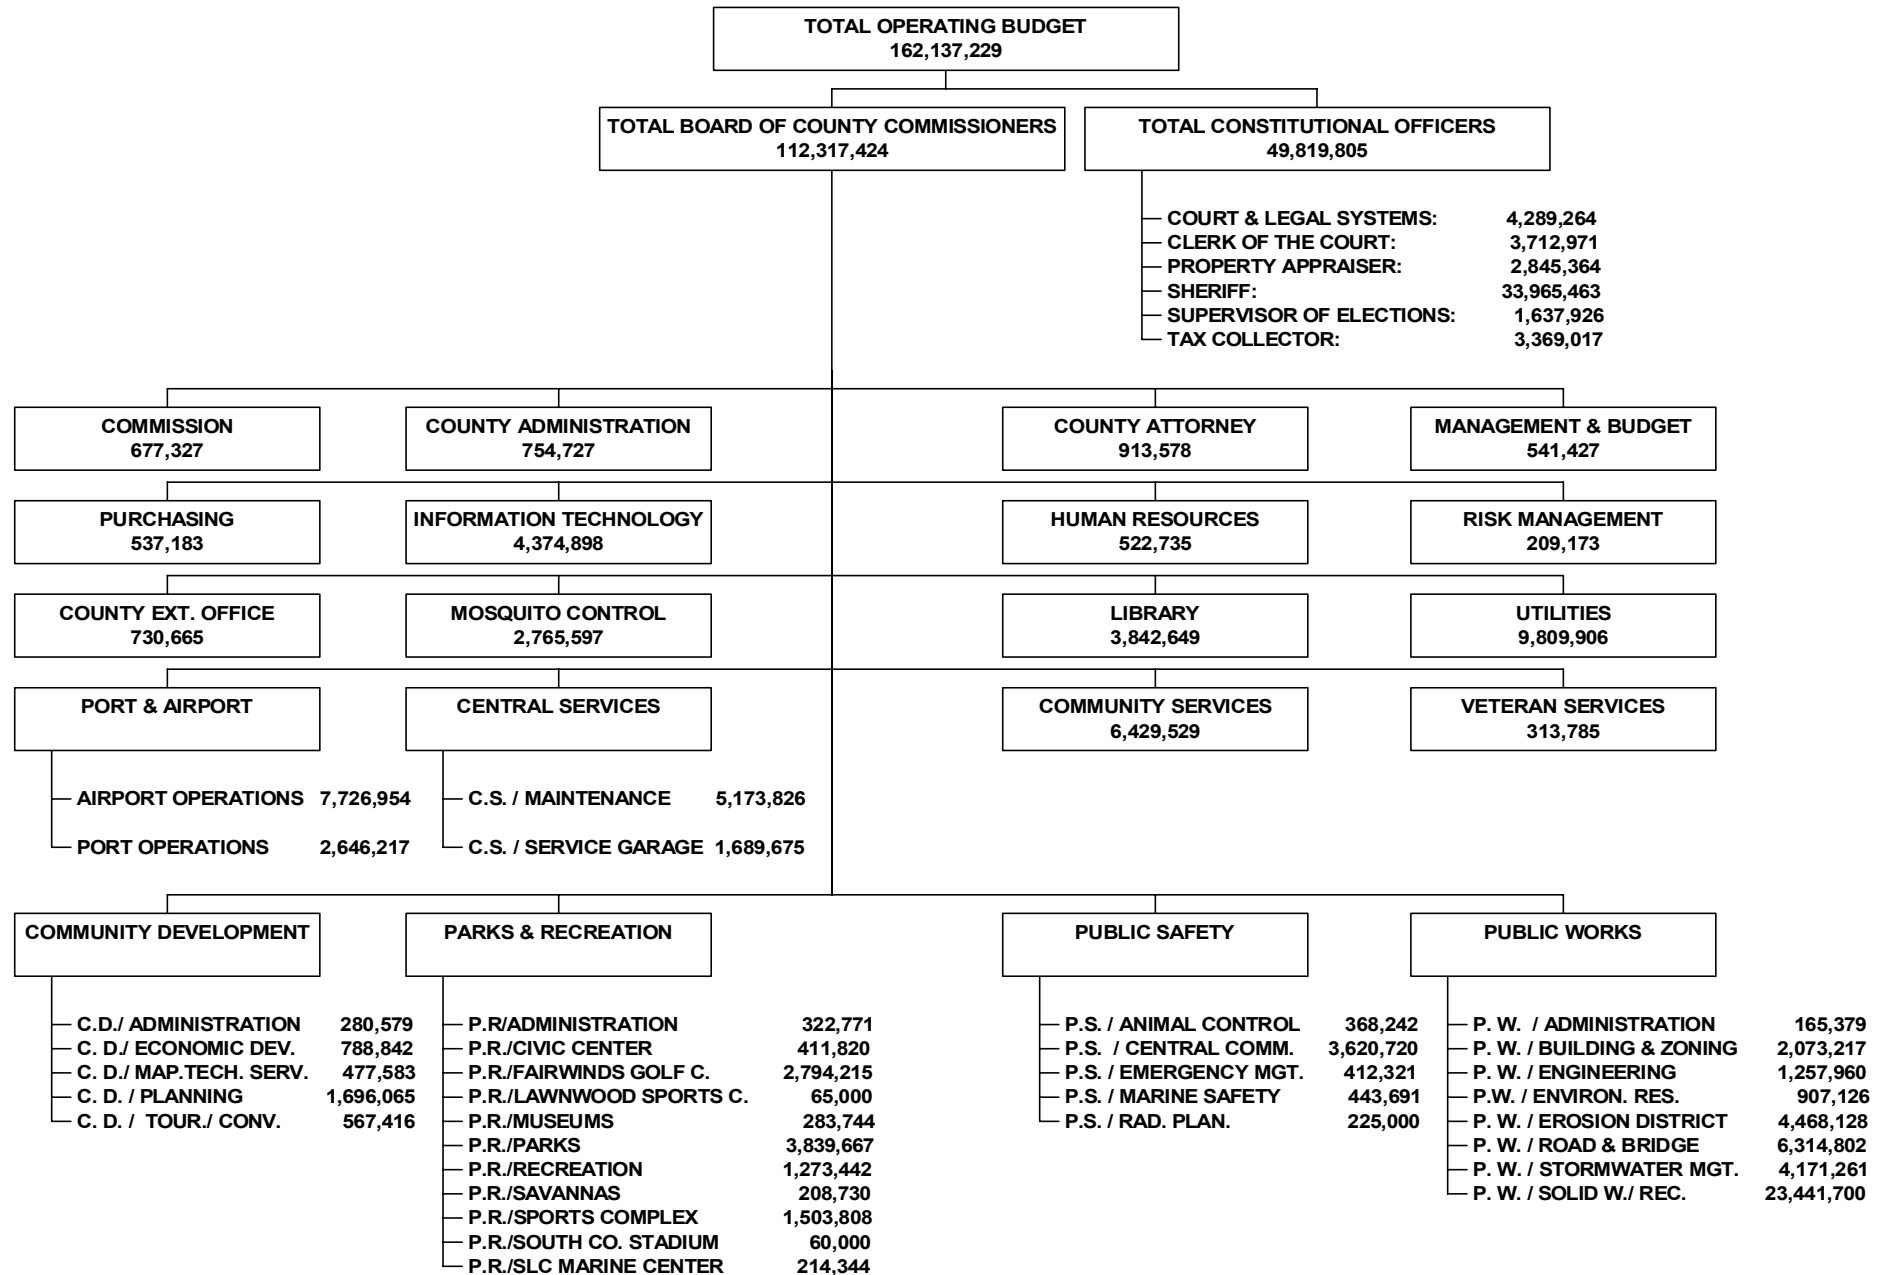 TOTAL OPERATING BUDGET
162,137,229
TOTAL BOARD OF COUNTY COMMISSIONERS
112,317,424
TOTAL CONSTITUTIONAL OFFICERS
49,819,805
COURT & LEGAL SYSTEMS: 4,289,264
CLERK OF THE COURT: 3,712,971
PROPERTY APPRAISER: 2,845,364
SHERIFF: 33,965,463
SUPERVISOR OF ELECTIONS: 1,637,926
TAX COLLECTOR: 3,369,017
COMMISSION
677,327
COUNTY ADMINISTRATION
754,727
COUNTY ATTORNEY
913,578
MANAGEMENT & BUDGET
541,427
PURCHASING
537,183
INFORMATION TECHNOLOGY
4,374,898
HUMAN RESOURCES
522,735
RISK MANAGEMENT
209,173
COUNTY EXT. OFFICE
730,665
MOSQUITO CONTROL
2,765,597
LIBRARY
3,842,649
UTILITIES
9,809,906
PORT & AIRPORT
CENTRAL SERVICES
COMMUNITY SERVICES
6,429,529
VETERAN SERVICES
313,785
AIRPORT OPERATIONS 7,726,954
PORT OPERATIONS 2,646,217
C.S. / MAINTENANCE 5,173,826
C.S. / SERVICE GARAGE 1,689,675
COMMUNITY DEVELOPMENT
C.D./ ADMINISTRATION 280,579
C. D./ ECONOMIC DEV. 788,842
C. D./ MAP.TECH. SERV. 477,583
C. D. / PLANNING 1,696,065
C. D. / TOUR./ CONV. 567,416
PARKS & RECREATION
P.R/ADMINISTRATION 322,771
P.R./CIVIC CENTER 411,820
P.R./FAIRWINDS GOLF C. 2,794,215
P.R./LAWNWOOD SPORTS C. 65,000
P.R./MUSEUMS 283,744
P.R./PARKS 3,839,667
P.R./RECREATION 1,273,442
P.R./SAVANNAS 208,730
P.R./SPORTS COMPLEX 1,503,808
P.R./SOUTH CO. STADIUM 60,000
P.R./SLC MARINE CENTER 214,344
PUBLIC SAFETY
P.S. / ANIMAL CONTROL 368,242
P.S. / CENTRAL COMM. 3,620,720
P.S. / EMERGENCY MGT. 412,321
P.S. / MARINE SAFETY 443,691
P.S. / RAD. PLAN. 225,000
PUBLIC WORKS
P. W. / ADMINISTRATION 165,379
P. W. / BUILDING & ZONING 2,073,217
P. W. / ENGINEERING 1,257,960
P.W. / ENVIRON. RES. 907,126
P. W. / EROSION DISTRICT 4,468,128
P. W. / ROAD & BRIDGE 6,314,802
P. W. / STORMWATER MGT. 4,171,261
P. W. / SOLID W./ REC. 23,441,700